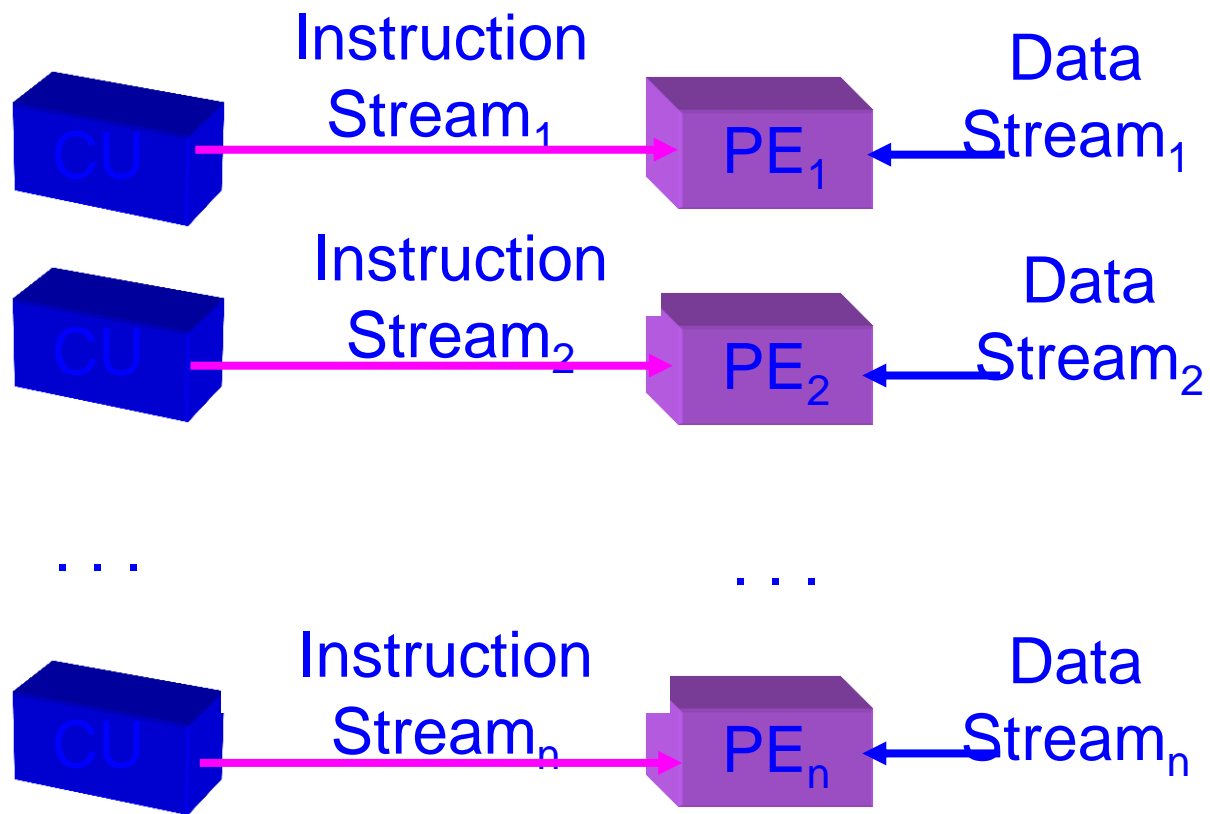 Instruction
Stream₁
Data
Stream₁
CU
PE₁
Instruction
Stream₂
Data
Stream₂
CU
PE₂
. . .
. . .
Instruction
Streamₙ
Data
Streamₙ
CU
PEₙ